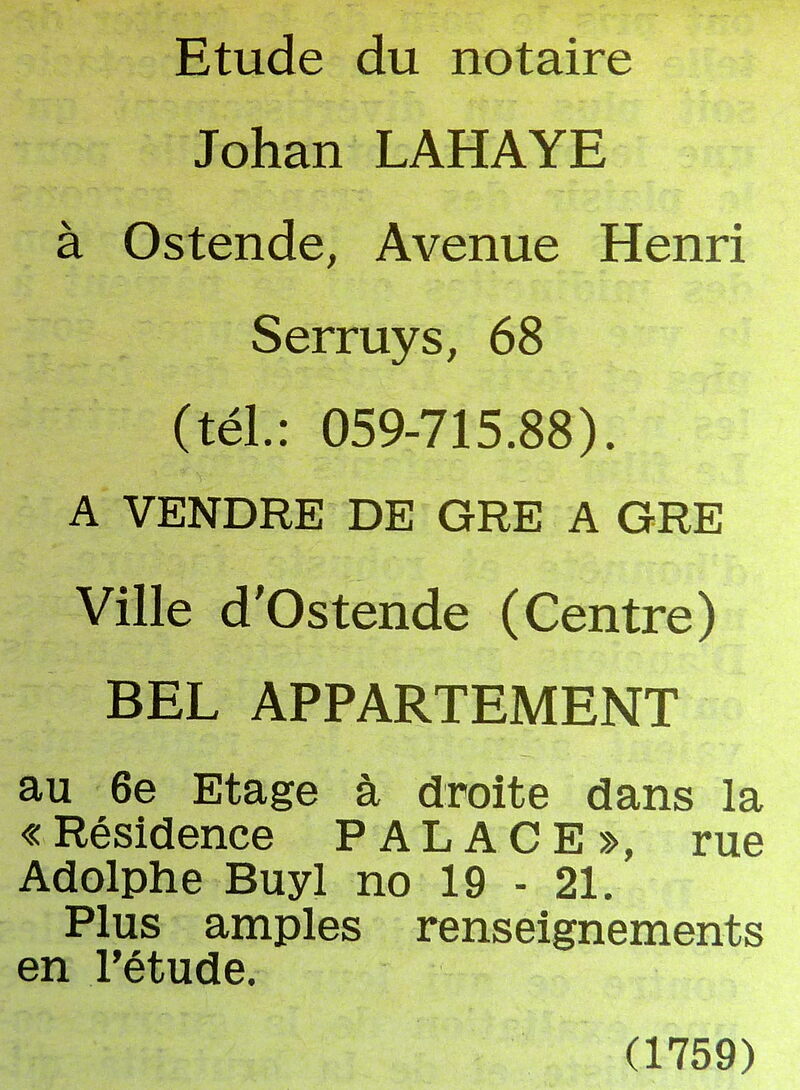 Etude du notaire
Johan LAHAYE
à Ostende, Avenue Henri
Serruys, 68
(tél.: 059-715.88).
A VENDRE DE GRE A GRE
Ville d'Ostende (Centre)
BEL APPARTEMENT
au 6e Etage à droite dans la
« Résidence PALACE », rue
Adolphe Buyl no 19 - 21.
Plus amples renseignements
en l'étude.
(1759)